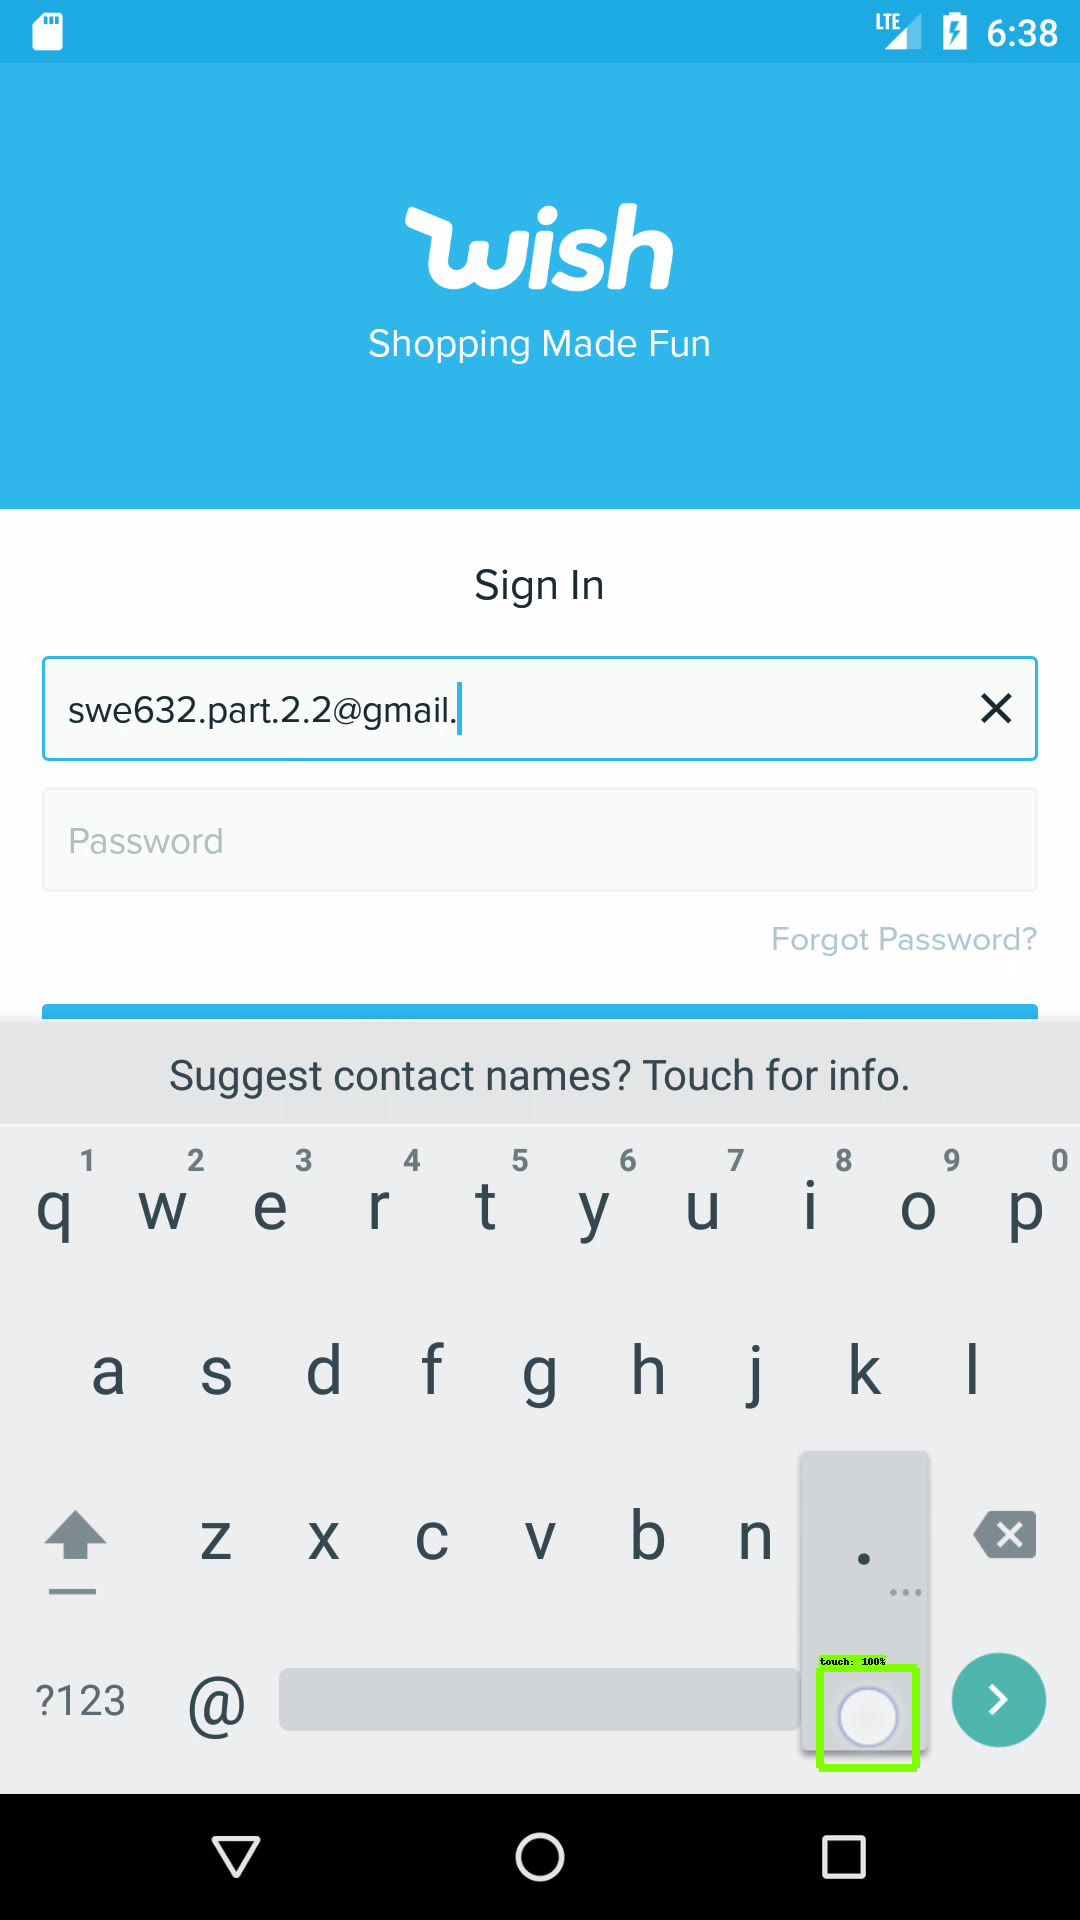 LTE 6:38
wish
Shopping Made Fun
Sign In
swe632.part.2.2@gmail.
Password
Forgot Password?
Suggest contact names? Touch for info.
1 2 3 4 5 6 7 8 9 0
q w e r t y u i o p
a s d f g h j k l
z x c v b n .
...
touch: 100%
?123 @